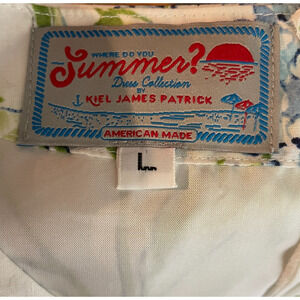 WHERE DO YOU
Summer?
Dress Collection
BY
KIEL JAMES PATRICK
AMERICAN MADE
L